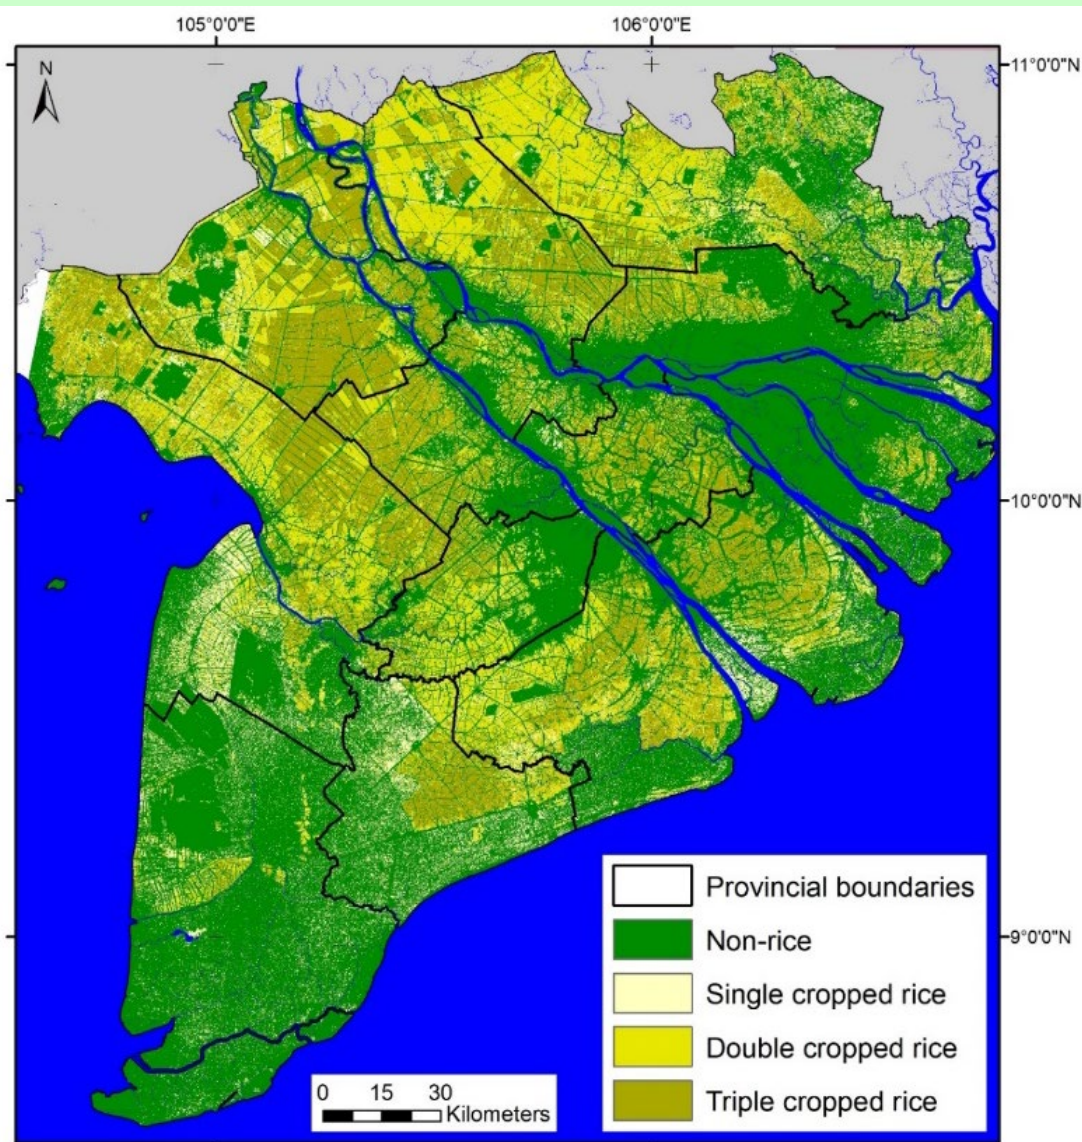 105°0'0"E
106°0'0"E
N
11°0'0"N
10°0'0"N
Provincial boundaries
Non-rice
9°0'0"N
Single cropped rice
Double cropped rice
0 15 30
Kilometers
Triple cropped rice